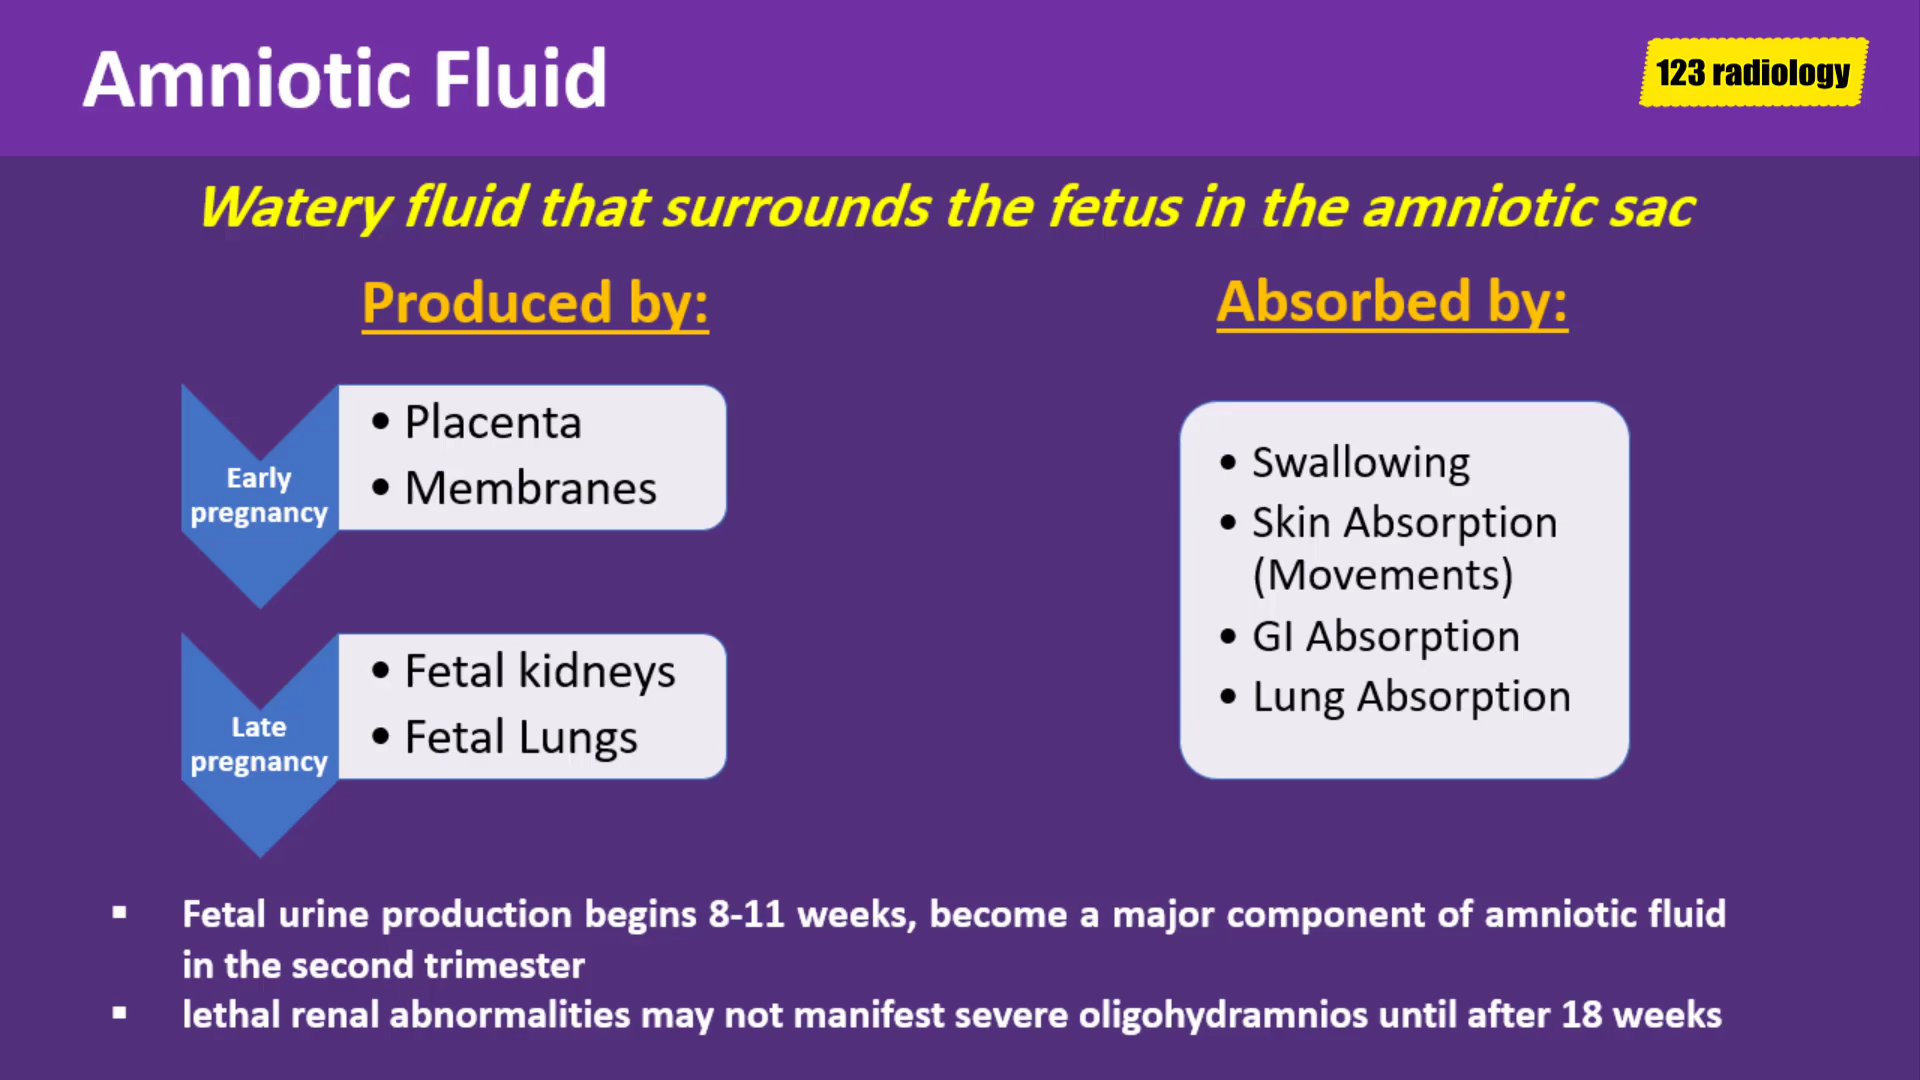 Amniotic Fluid
123 radiology
Watery fluid that surrounds the fetus in the amniotic sac
Produced by:
Early
pregnancy
• Placenta
• Membranes
Late
pregnancy
• Fetal kidneys
• Fetal Lungs
Absorbed by:
• Swallowing
• Skin Absorption
(Movements)
• GI Absorption
• Lung Absorption
▪ Fetal urine production begins 8-11 weeks, become a major component of amniotic fluid
in the second trimester
▪ lethal renal abnormalities may not manifest severe oligohydramnios until after 18 weeks